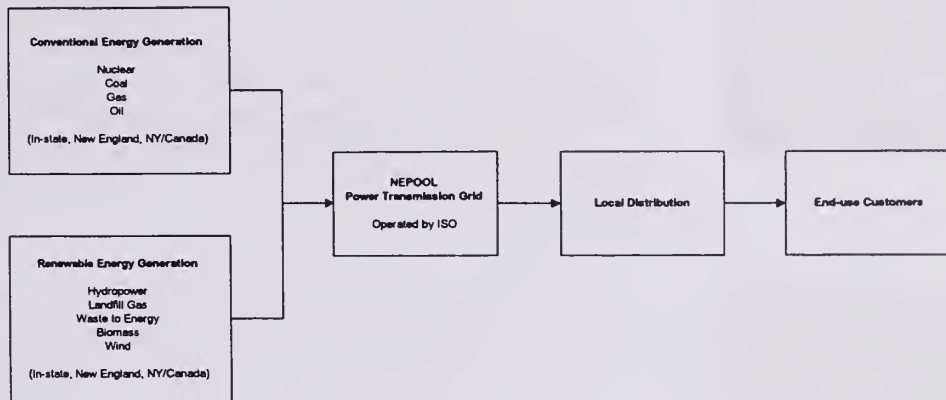 Conventional Energy Generation
Nuclear
Coal
Gas
Oil
(In-state, New England, NY/Canada)
Renewable Energy Generation
Hydropower
Landfill Gas
Waste to Energy
Biomass
Wind
(In-state, New England, NY/Canada)
NEPOOL
Power Transmission Grid
Operated by ISO
Local Distribution
End-use Customers